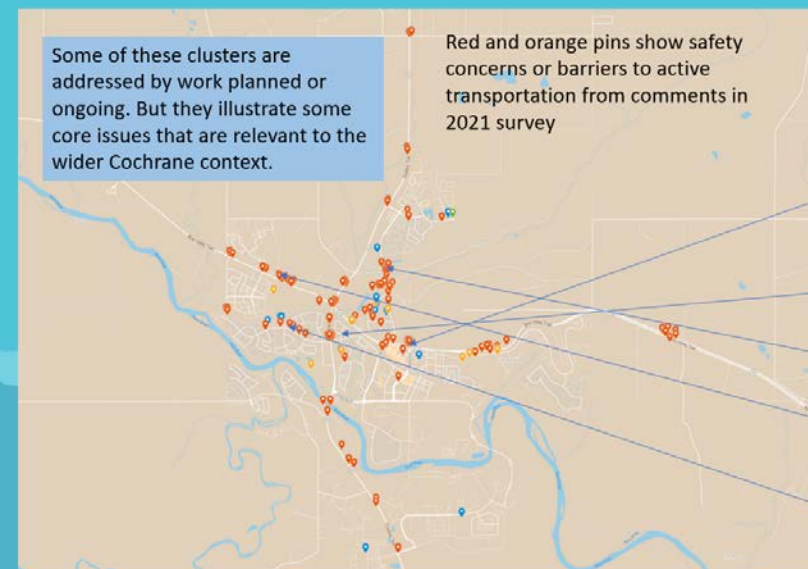 Some of these clusters are
addressed by work planned or
ongoing. But they illustrate some
core issues that are relevant to the
wider Cochrane context.
Red and orange pins show safety
concerns or barriers to active
transportation from comments in
2021 survey